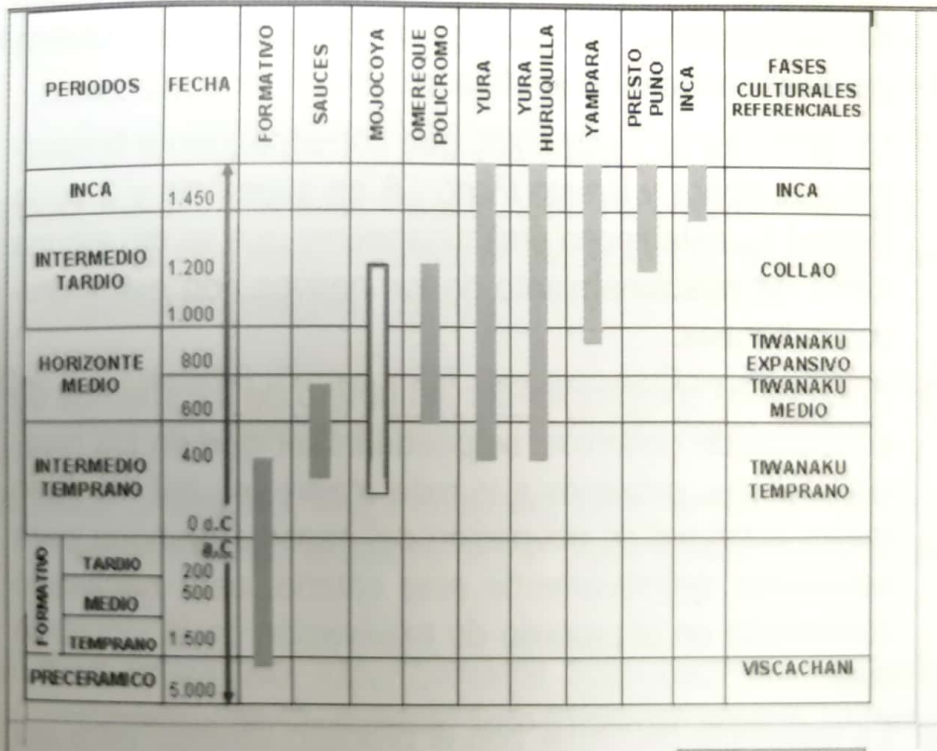 PERIODOS
FECHA
FORMATIVO
SAUCES
MOJOCOYA
OMEREQUE
POLICROMO
YURA
YURA
HURUQUILLA
YAMPARA
PRESTO
PUNO
INCA
FASES
CULTURALES
REFERENCIALES
INCA
1.450
INCA
INTERMEDIO
TARDIO
1.200
1.000
COLLAO
HORIZONTE
MEDIO
800
600
TIWANAKU
EXPANSIVO
TIWANAKU
MEDIO
INTERMEDIO
TEMPRANO
400
0 d.C
TIWANAKU
TEMPRANO
a.C
FORMATIVO
TARDIO
200
500
MEDIO
TEMPRANO
1.500
PRECERAMICO
5.000
VISCACHANI